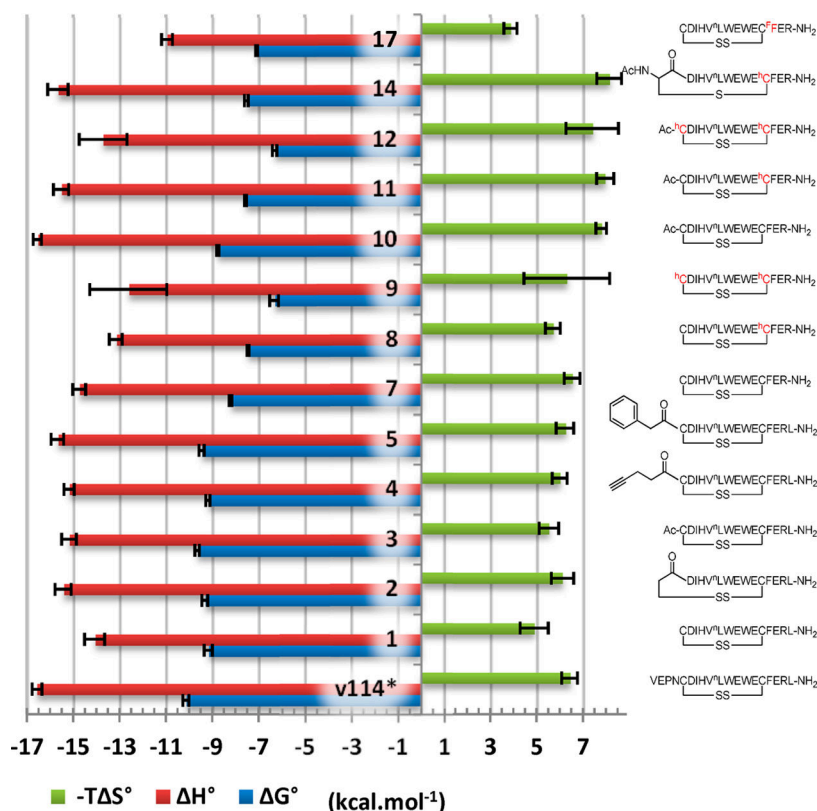 17
CDIHVⁿLWEWECᶠFER-NH₂
SS
14
AcHN
O
DIHVⁿLWEWEʰCFER-NH₂
S
12
Ac-ʰCDIHVⁿLWEWEʰCFER-NH₂
SS
11
Ac-CDIHVⁿLWEWEʰCFER-NH₂
SS
10
Ac-CDIHVⁿLWEWECFER-NH₂
SS
9
ʰCDIHVⁿLWEWEʰCFER-NH₂
SS
8
CDIHVⁿLWEWEʰCFER-NH₂
SS
7
CDIHVⁿLWEWECFER-NH₂
SS
5
O
CDIHVⁿLWEWECFERL-NH₂
SS
4
O
CDIHVⁿLWEWECFERL-NH₂
SS
3
Ac-CDIHVⁿLWEWECFERL-NH₂
SS
2
O
DIHVⁿLWEWECFERL-NH₂
SS
1
CDIHVⁿLWEWECFERL-NH₂
SS
v114*
VEPNCDIHVⁿLWEWECFERL-NH₂
SS
-17 -15 -13 -11 -9 -7 -5 -3 -1 1 3 5 7
-TΔS° ΔH° ΔG° (kcal.mol⁻¹)